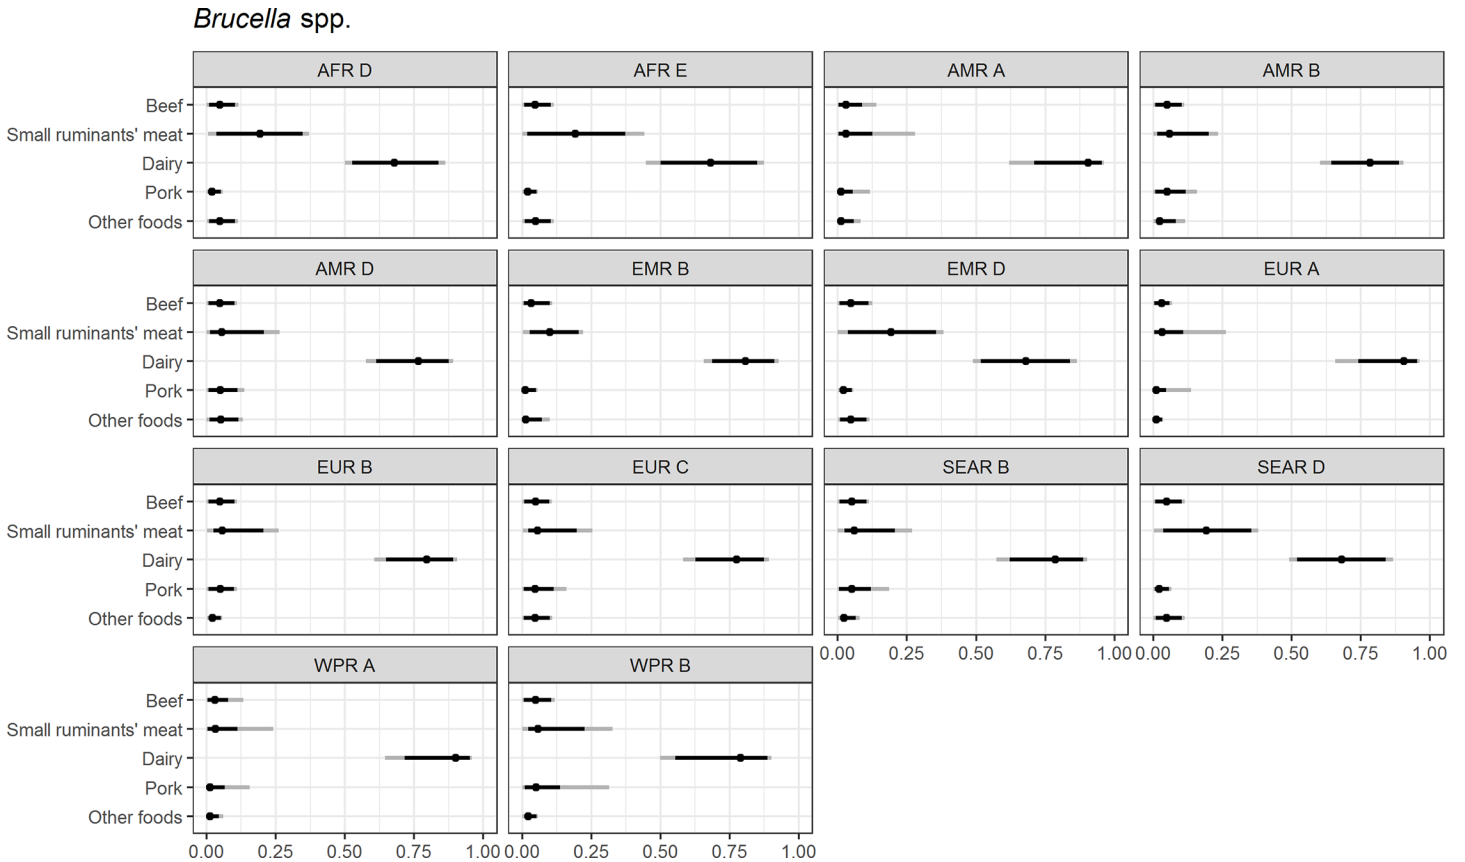 Brucella spp.
AFR D
AFR E
AMR A
AMR B
Beef
Small ruminants' meat
Dairy
Pork
Other foods
AMR D
EMR B
EMR D
EUR A
Beef
Small ruminants' meat
Dairy
Pork
Other foods
EUR B
EUR C
SEAR B
SEAR D
Beef
Small ruminants' meat
Dairy
Pork
Other foods
0.00 0.25 0.50 0.75 1.00
0.00 0.25 0.50 0.75 1.00
WPR A
WPR B
Beef
Small ruminants' meat
Dairy
Pork
Other foods
0.00 0.25 0.50 0.75 1.00
0.00 0.25 0.50 0.75 1.00